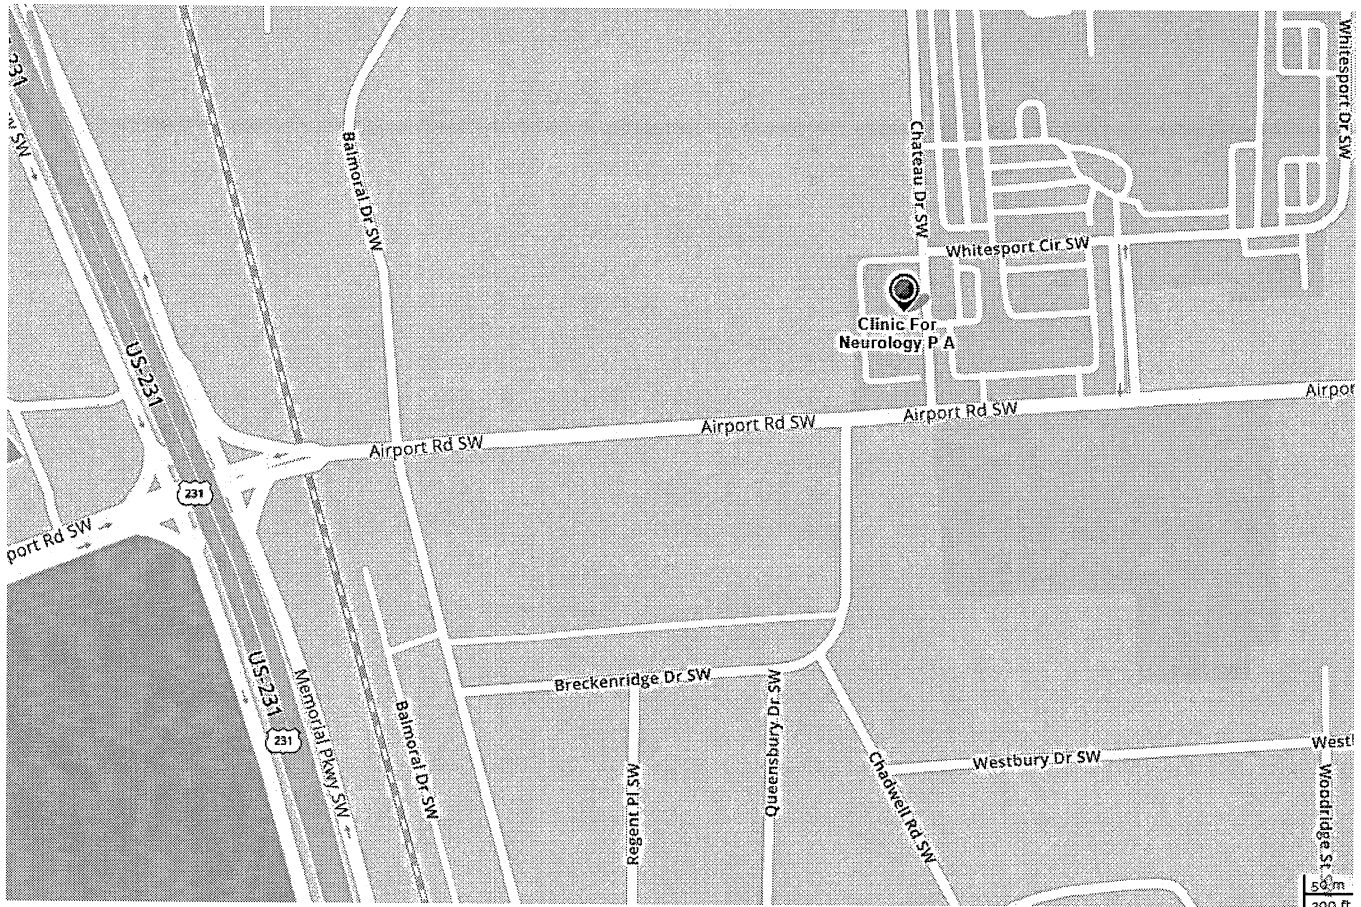 231
SW
Balmoral Dr SW
Chateau Dr SW
Whitesport Dr SW
Whitesport Cir SW
Clinic For
Neurology P A
US-231
Airport Rd SW
Airport Rd SW
Airport Rd SW
Airpor
231
port Rd SW
US-231
231
Memorial Pkwy SW
Balmoral Dr SW
Breckenridge Dr SW
Regent Pl SW
Queensbury Dr SW
Chadwell Rd SW
Westbury Dr SW
West
Woodridge St
50 m
200 ft